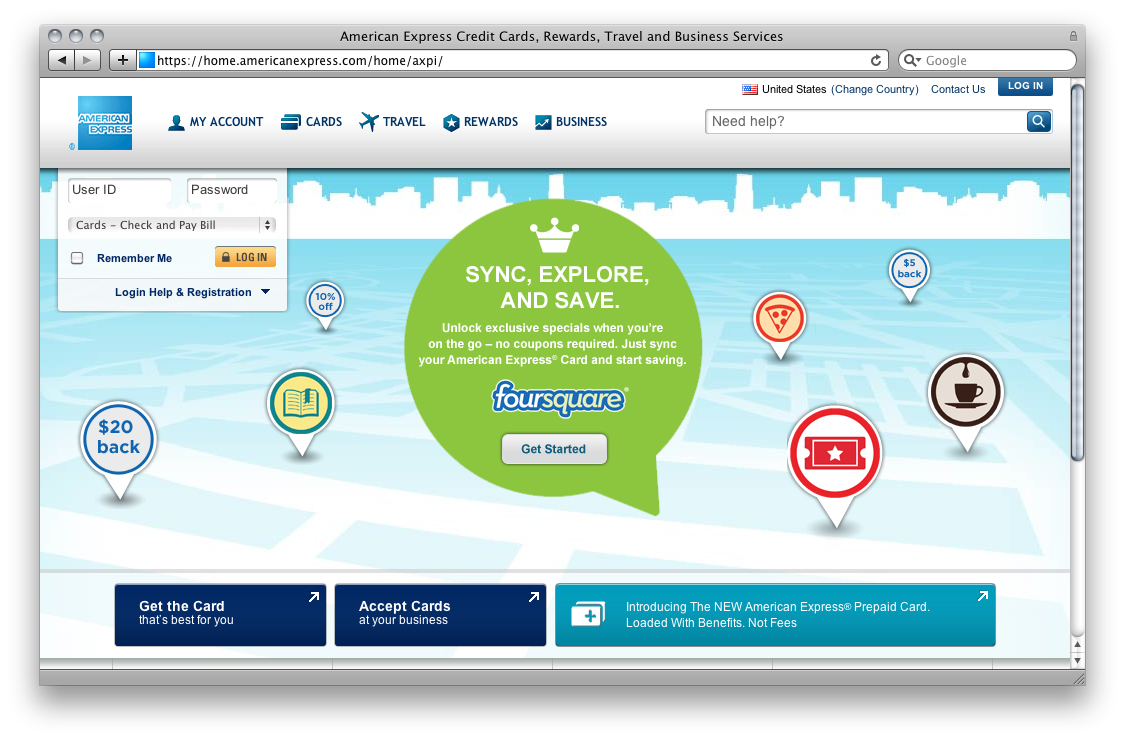 American Express Credit Cards, Rewards, Travel and Business Services
https://home.americanexpress.com/home/axpi/
Google
United States (Change Country) Contact Us LOG IN
AMERICAN
EXPRESS
®
MY ACCOUNT CARDS TRAVEL REWARDS BUSINESS
Need help?
User ID Password
Cards – Check and Pay Bill
Remember Me LOG IN
Login Help & Registration
10%
off
$20
back
SYNC, EXPLORE,
AND SAVE.
Unlock exclusive specials when you're
on the go – no coupons required. Just sync
your American Express® Card and start saving.
foursquare®
Get Started
$5
back
Get the Card
that's best for you
Accept Cards
at your business
Introducing The NEW American Express® Prepaid Card.
Loaded With Benefits. Not Fees